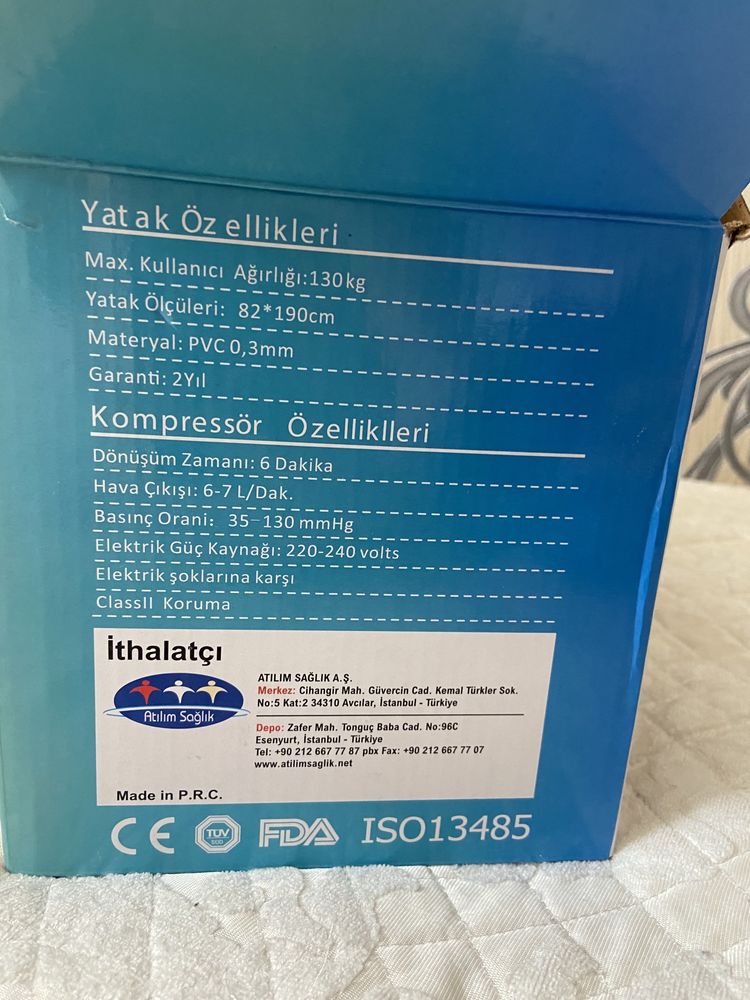 Yatak Özellikleri
Max. Kullanıcı Ağırlığı:130kg
Yatak Ölçüleri: 82*190cm
Materyal: PVC 0,3mm
Garanti: 2Yıl
Kompressör Özelliklleri
Dönüşüm Zamanı: 6 Dakika
Hava Çıkışı: 6-7 L/Dak.
Basınç Orani: 35-130 mmHg
Elektrik Güç Kaynağı: 220-240 volts
Elektrik şoklarına karşı
ClassII Koruma
İthalatçı
Atılım Sağlık
ATILIM SAĞLIK A.Ş.
Merkez: Cihangir Mah. Güvercin Cad. Kemal Türkler Sok.
No:5 Kat:2 34310 Avcılar, İstanbul - Türkiye
Depo: Zafer Mah. Tonguç Baba Cad. No:96C
Esenyurt, İstanbul - Türkiye
Tel: +90 212 667 77 87 pbx Fax: +90 212 667 77 07
www.atilimsaglik.net
Made in P.R.C.
CE TUV SUD FDA ISO13485